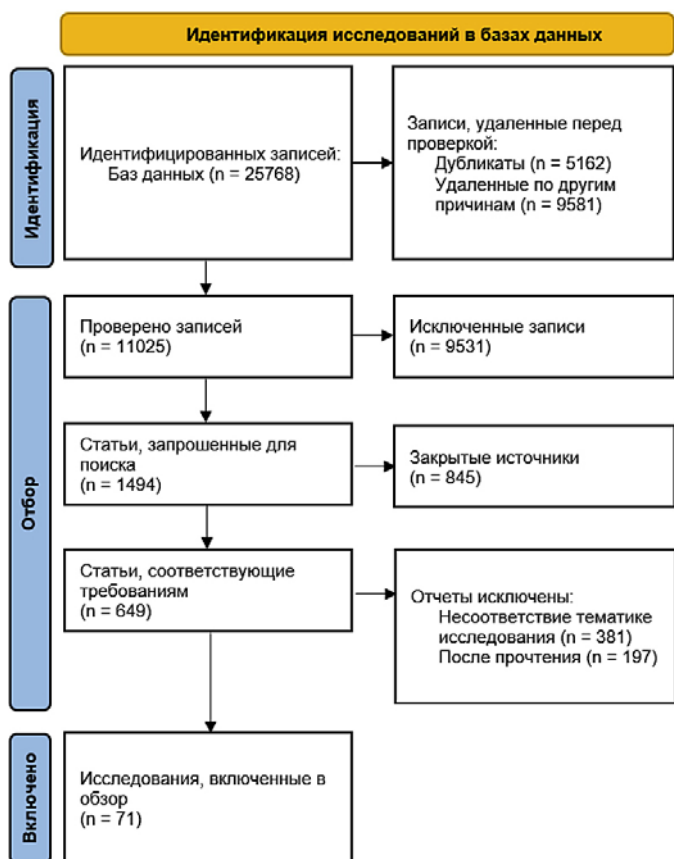 Идентификация исследований в базах данных
Идентификация
Идентифицированных записей:
Баз данных (n = 25768)
Записи, удаленные перед
проверкой:
Дубликаты (n = 5162)
Удаленные по другим
причинам (n = 9581)
Отбор
Проверено записей
(n = 11025)
Исключенные записи
(n = 9531)
Статьи, запрошенные для
поиска
(n = 1494)
Закрытые источники
(n = 845)
Статьи, соответствующие
требованиям
(n = 649)
Отчеты исключены:
Несоответствие тематике
исследования (n = 381)
После прочтения (n = 197)
Включено
Исследования, включенные в
обзор
(n = 71)